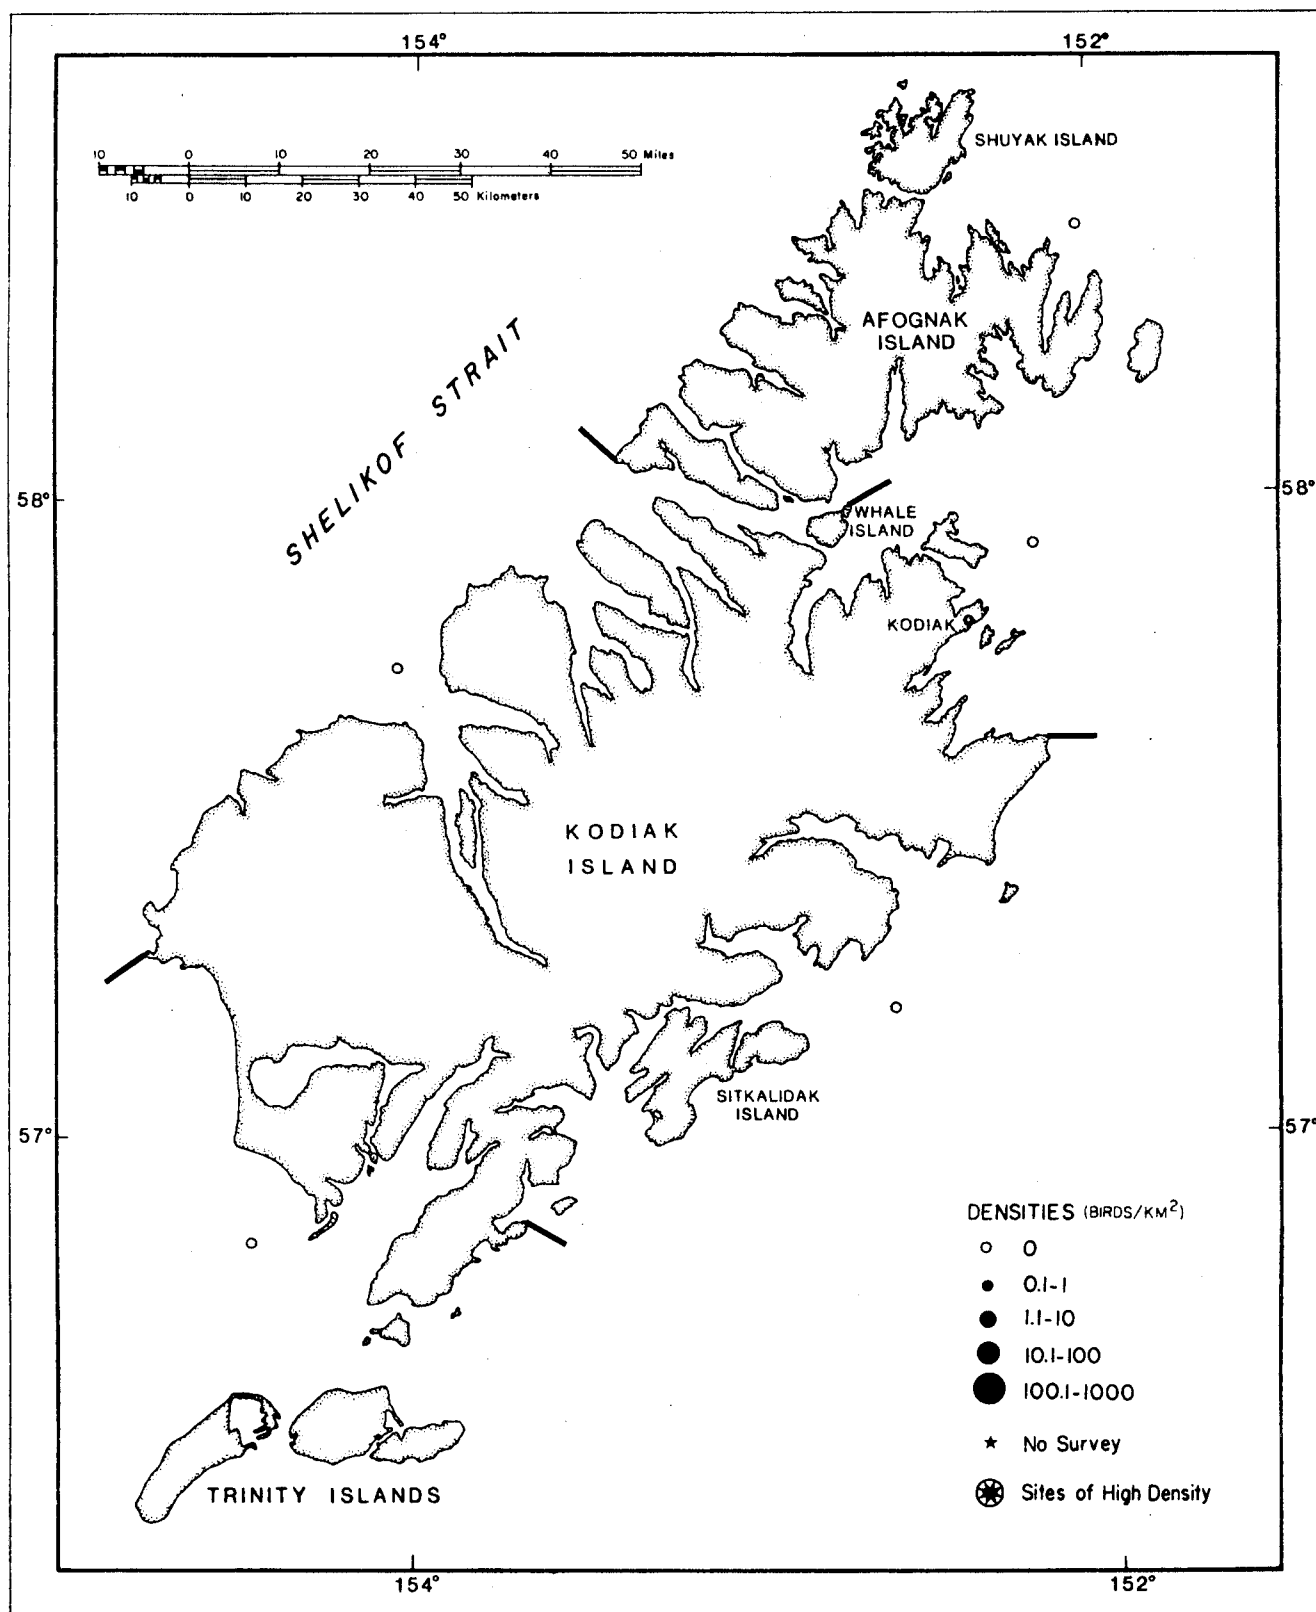 154° 152°
SHUYAK ISLAND
10 0 10 20 30 40 50 Miles
10 0 10 20 30 40 50 Kilometers
AFOGNAK
ISLAND
SHELIKOF STRAIT
58° 58°
WHALE
ISLAND
KODIAK
KODIAK
ISLAND
SITKALIDAK
ISLAND
57° 57°
DENSITIES (BIRDS/KM²)
0
0.1-1
1.1-10
10.1-100
100.1-1000
No Survey
Sites of High Density
TRINITY ISLANDS
154° 152°